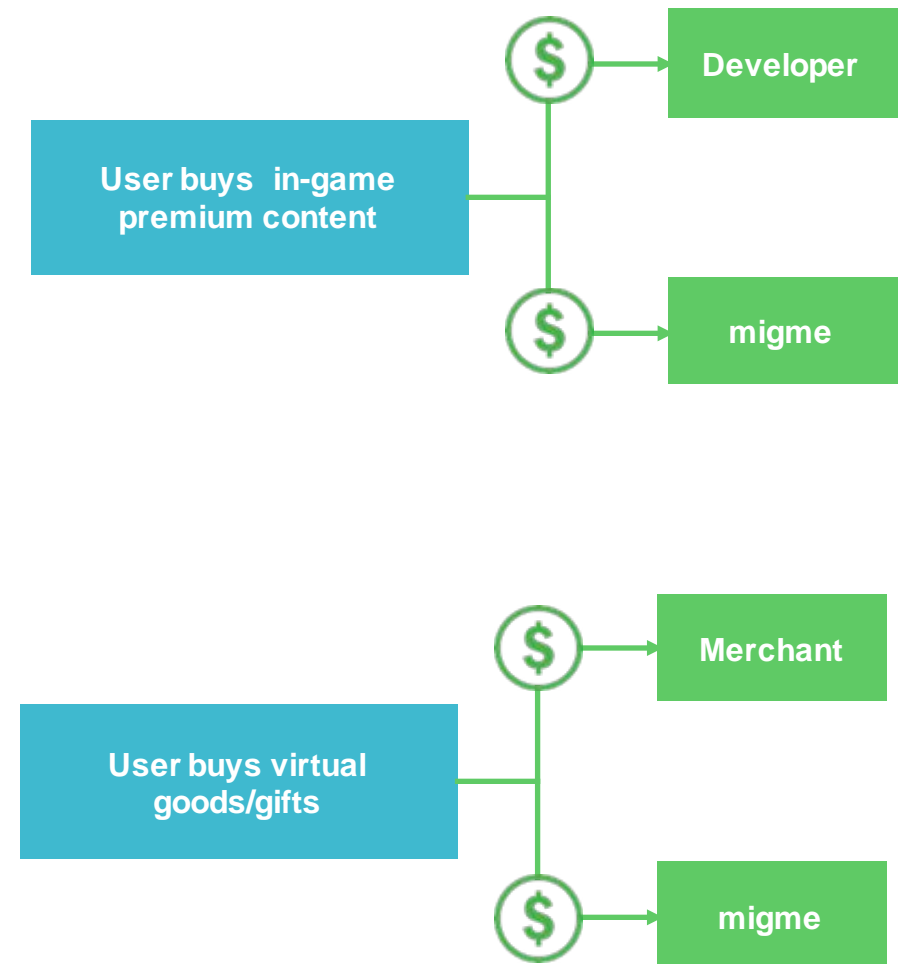 $
Developer
User buys in-game
premium content
$
migme
$
Merchant
User buys virtual
goods/gifts
$
migme